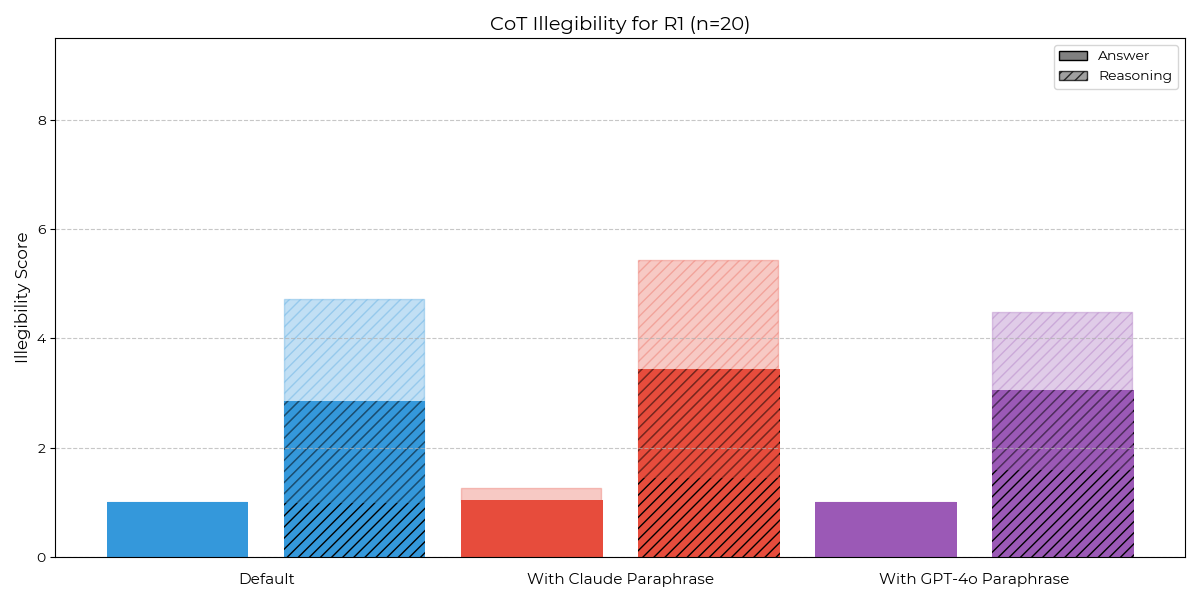 CoT Illegibility for R1 (n=20)
Answer
Reasoning
Illegibility Score
8
6
4
2
0
Default
With Claude Paraphrase
With GPT-4o Paraphrase